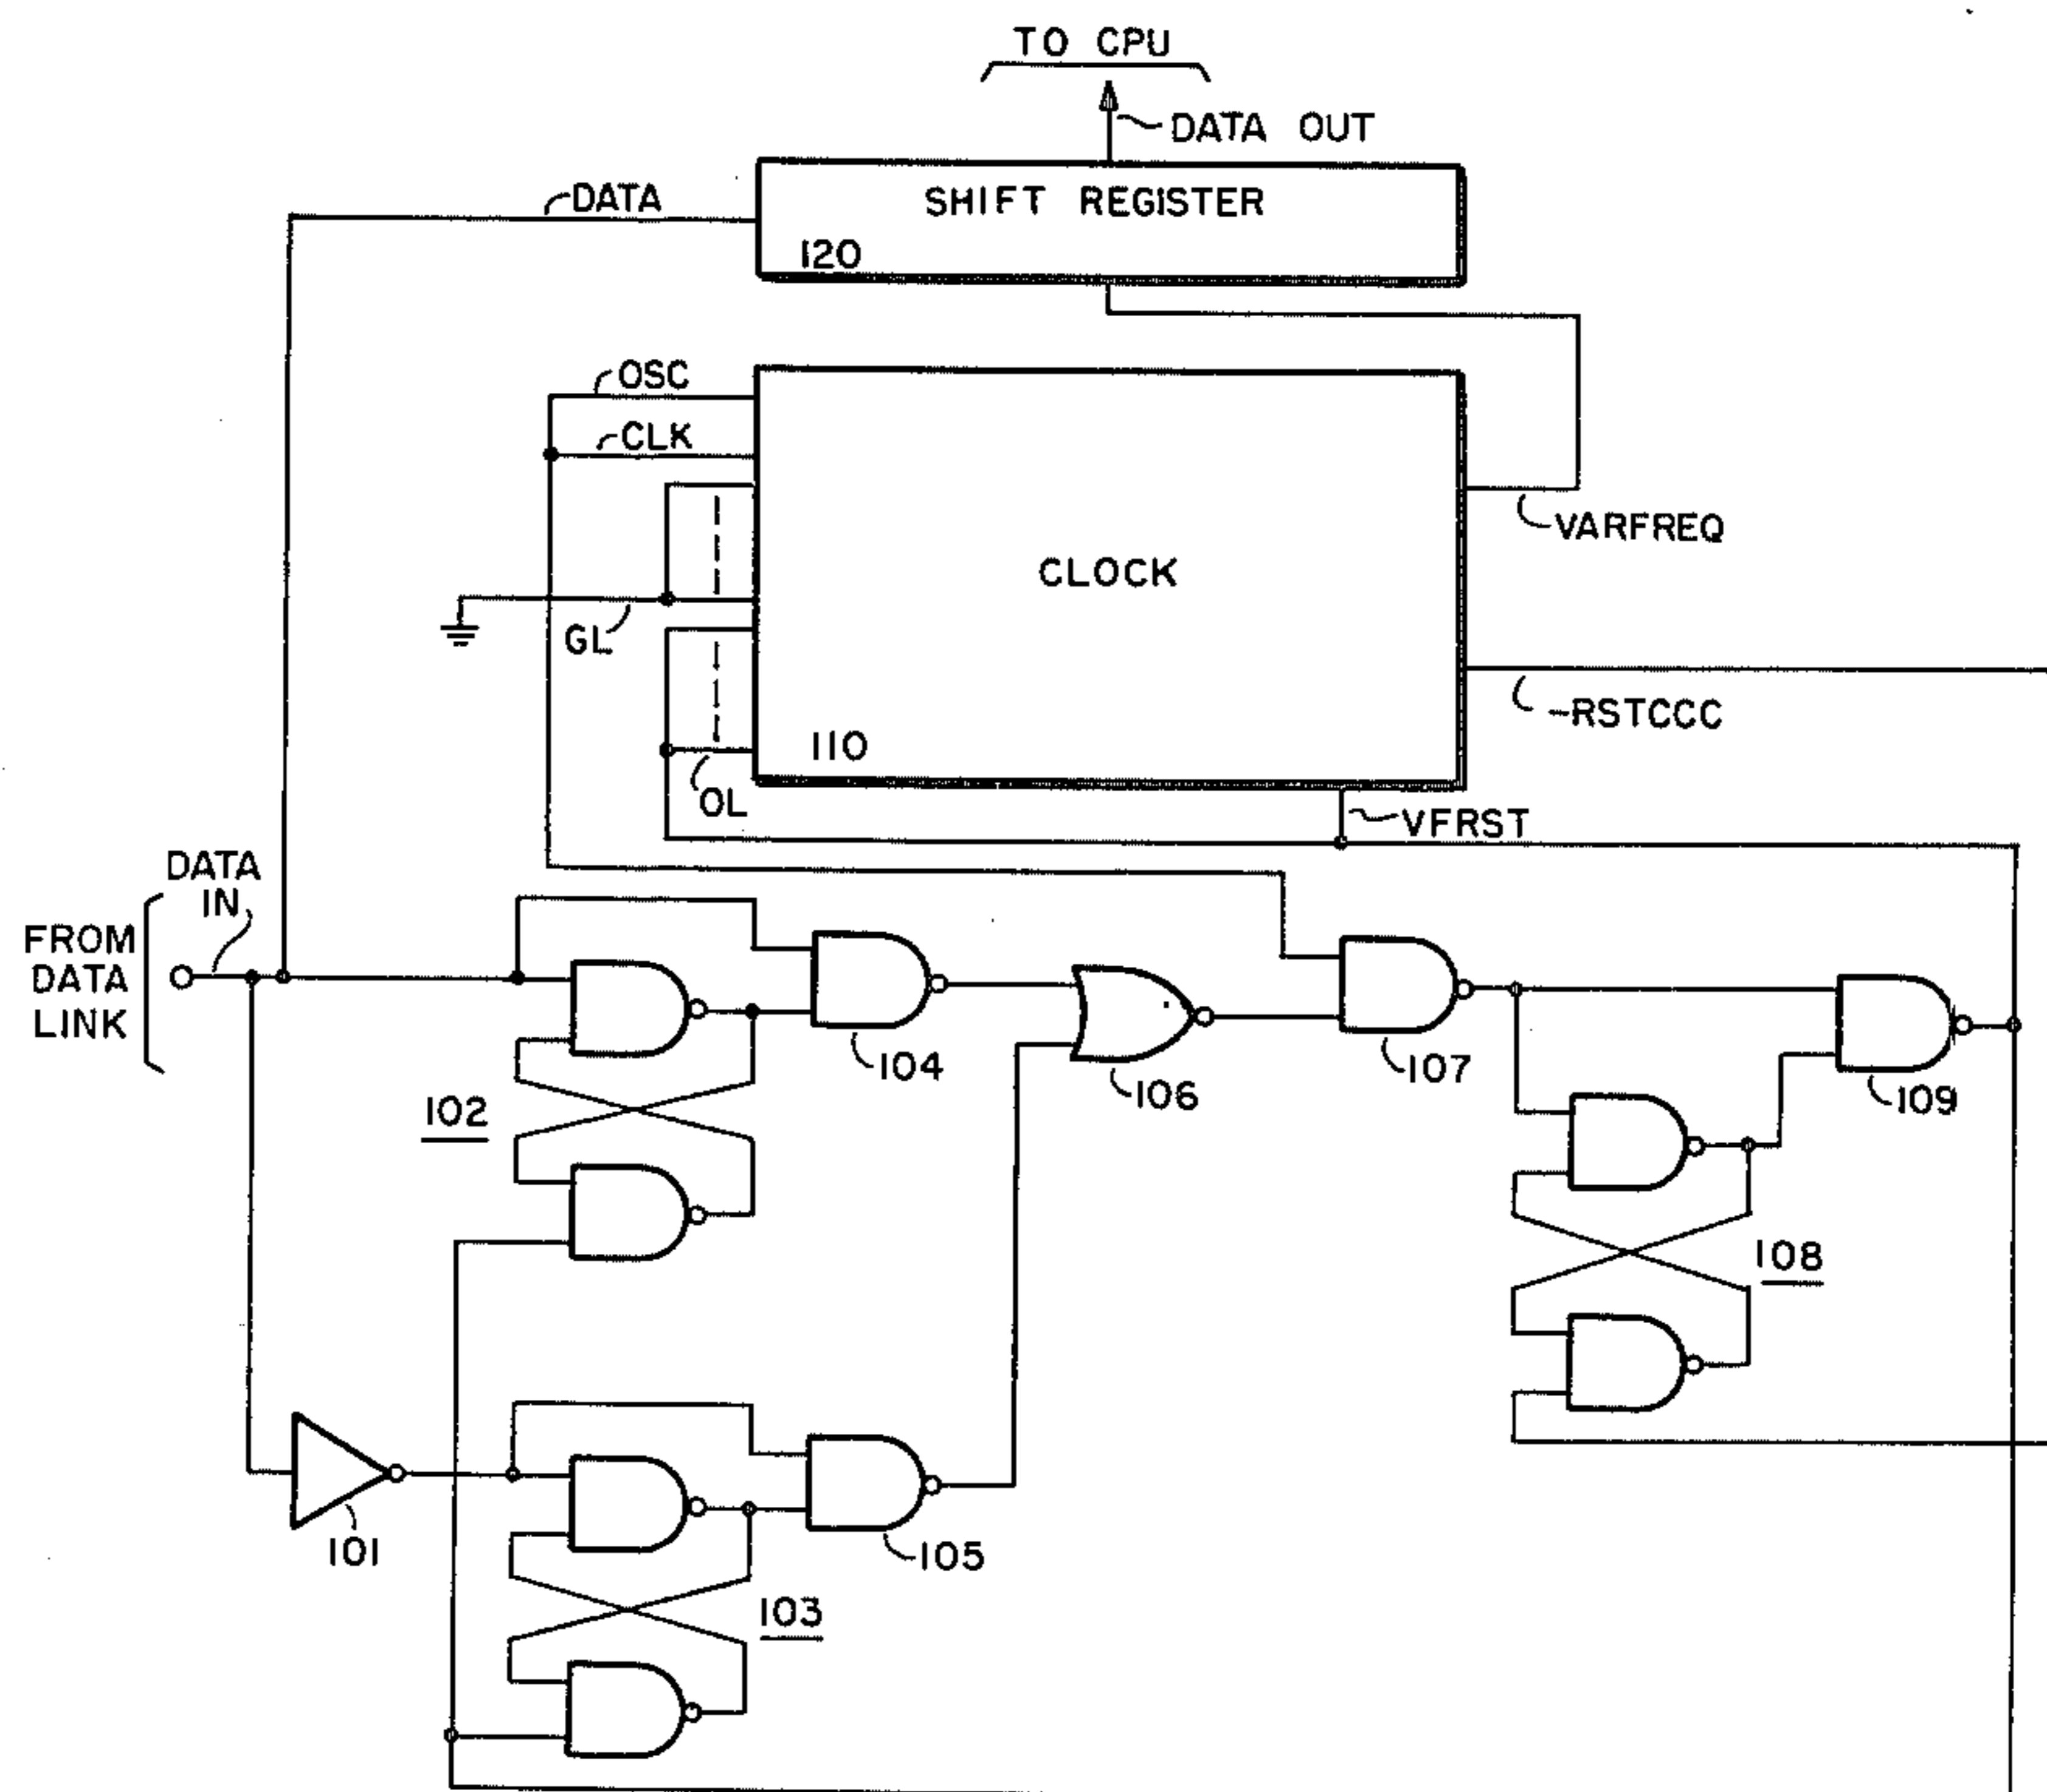 TO CPU
DATA OUT
DATA
SHIFT REGISTER
120
OSC
CLK
VARFREQ
CLOCK
GL
-RSTCCC
110
OL
VFRST
DATA
IN
FROM
DATA
LINK
104
106
107
109
102
108
101
105
103